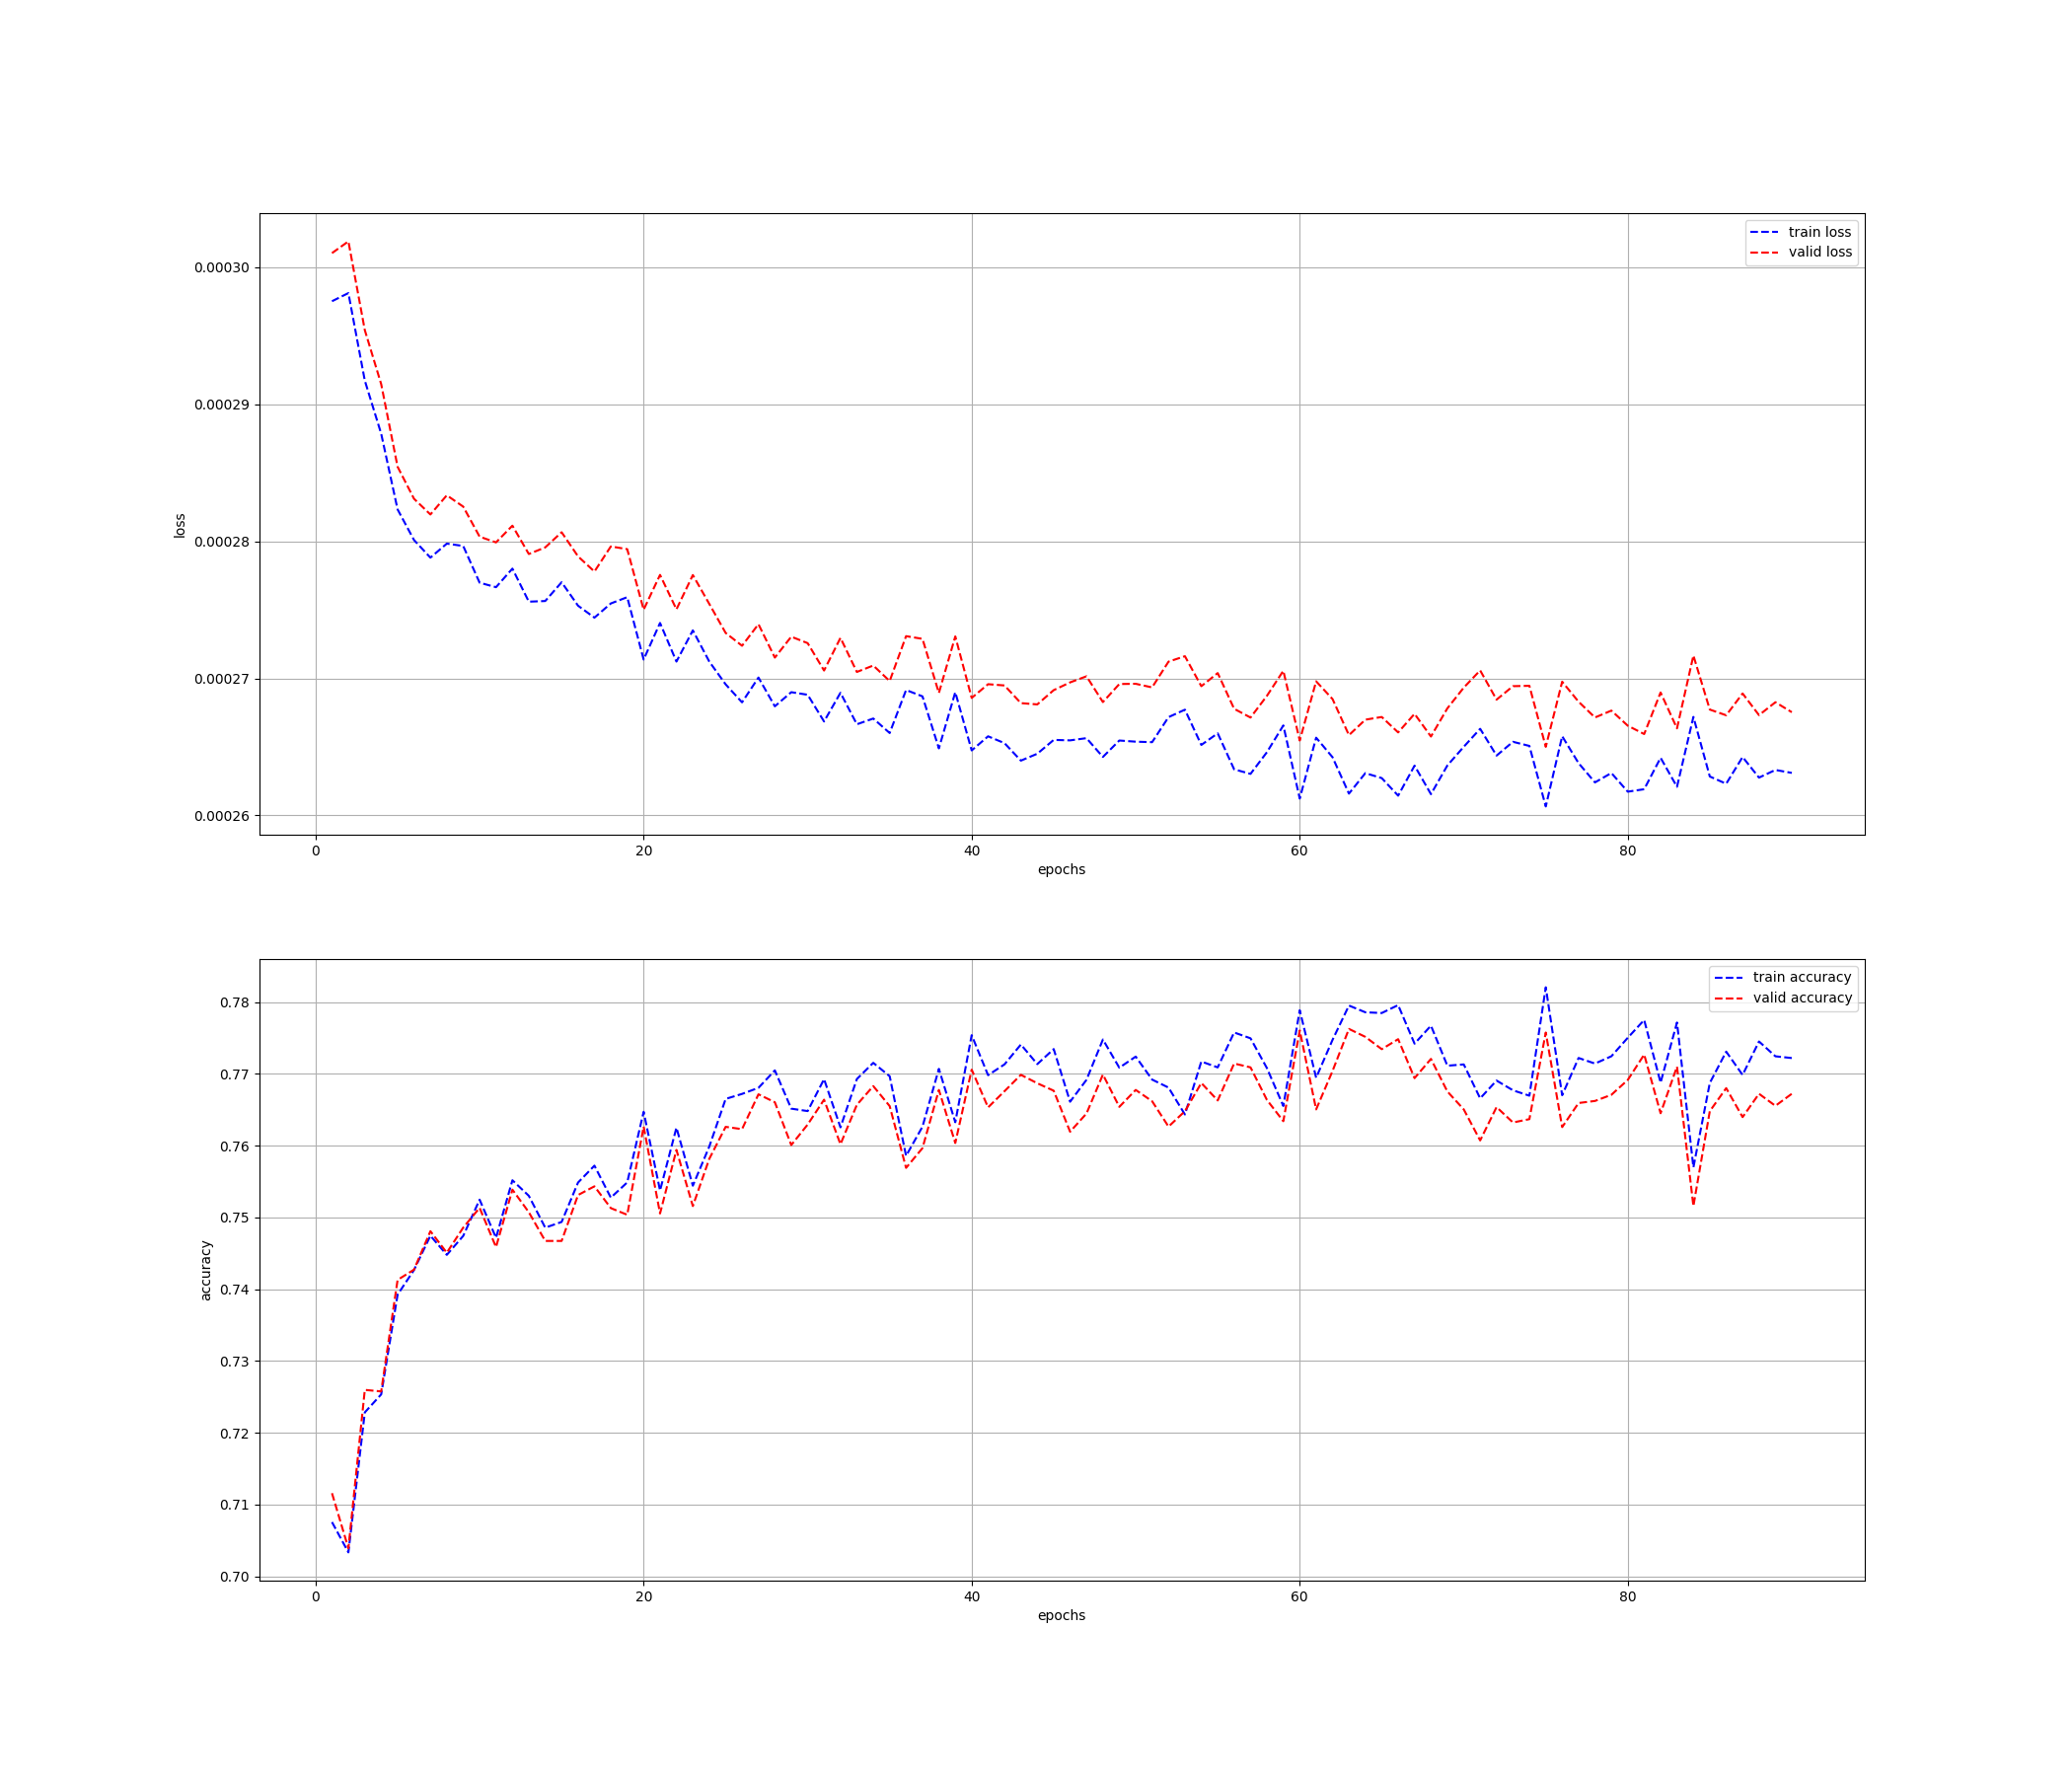 train loss
valid loss
0.00030
0.00029
0.00028
0.00027
0.00026
loss
0 20 40 60 80
epochs
train accuracy
valid accuracy
0.78
0.77
0.76
0.75
0.74
0.73
0.72
0.71
0.70
accuracy
0 20 40 60 80
epochs